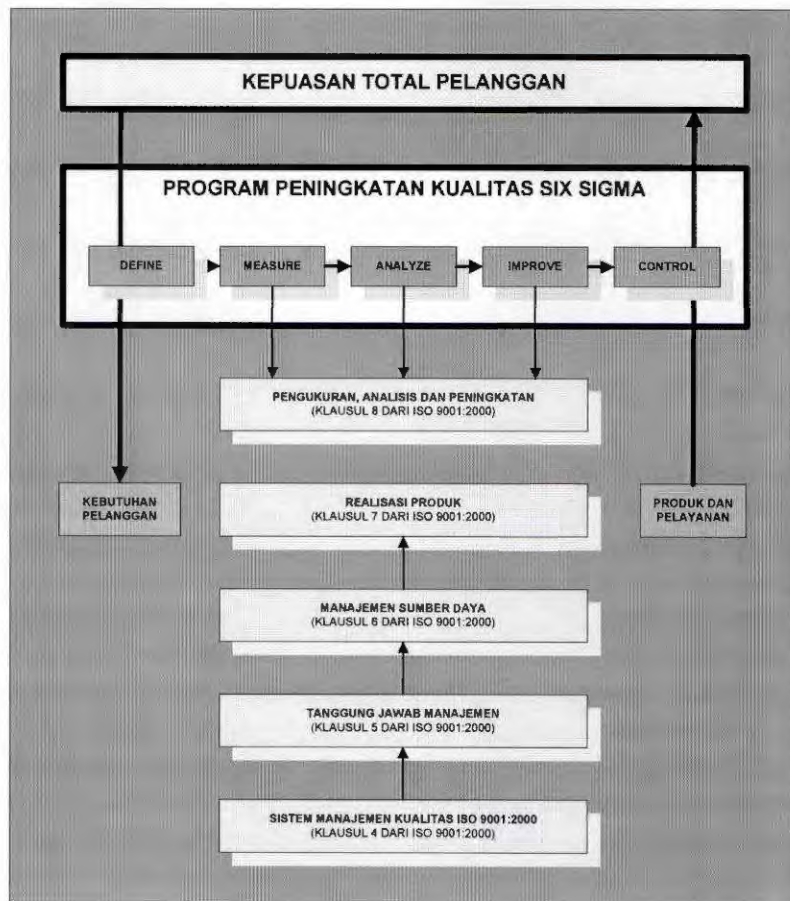 KEPUASAN TOTAL PELANGGAN
PROGRAM PENINGKATAN KUALITAS SIX SIGMA
DEFINE
MEASURE
ANALYZE
IMPROVE
CONTROL
PENGUKURAN, ANALISIS DAN PENINGKATAN
(KLAUSUL 8 DARI ISO 9001:2000)
KEBUTUHAN
PELANGGAN
REALISASI PRODUK
(KLAUSUL 7 DARI ISO 9001:2000)
PRODUK DAN
PELAYANAN
MANAJEMEN SUMBER DAYA
(KLAUSUL 6 DARI ISO 9001:2000)
TANGGUNG JAWAB MANAJEMEN
(KLAUSUL 5 DARI ISO 9001:2000)
SISTEM MANAJEMEN KUALITAS ISO 9001:2000
(KLAUSUL 4 DARI ISO 9001:2000)